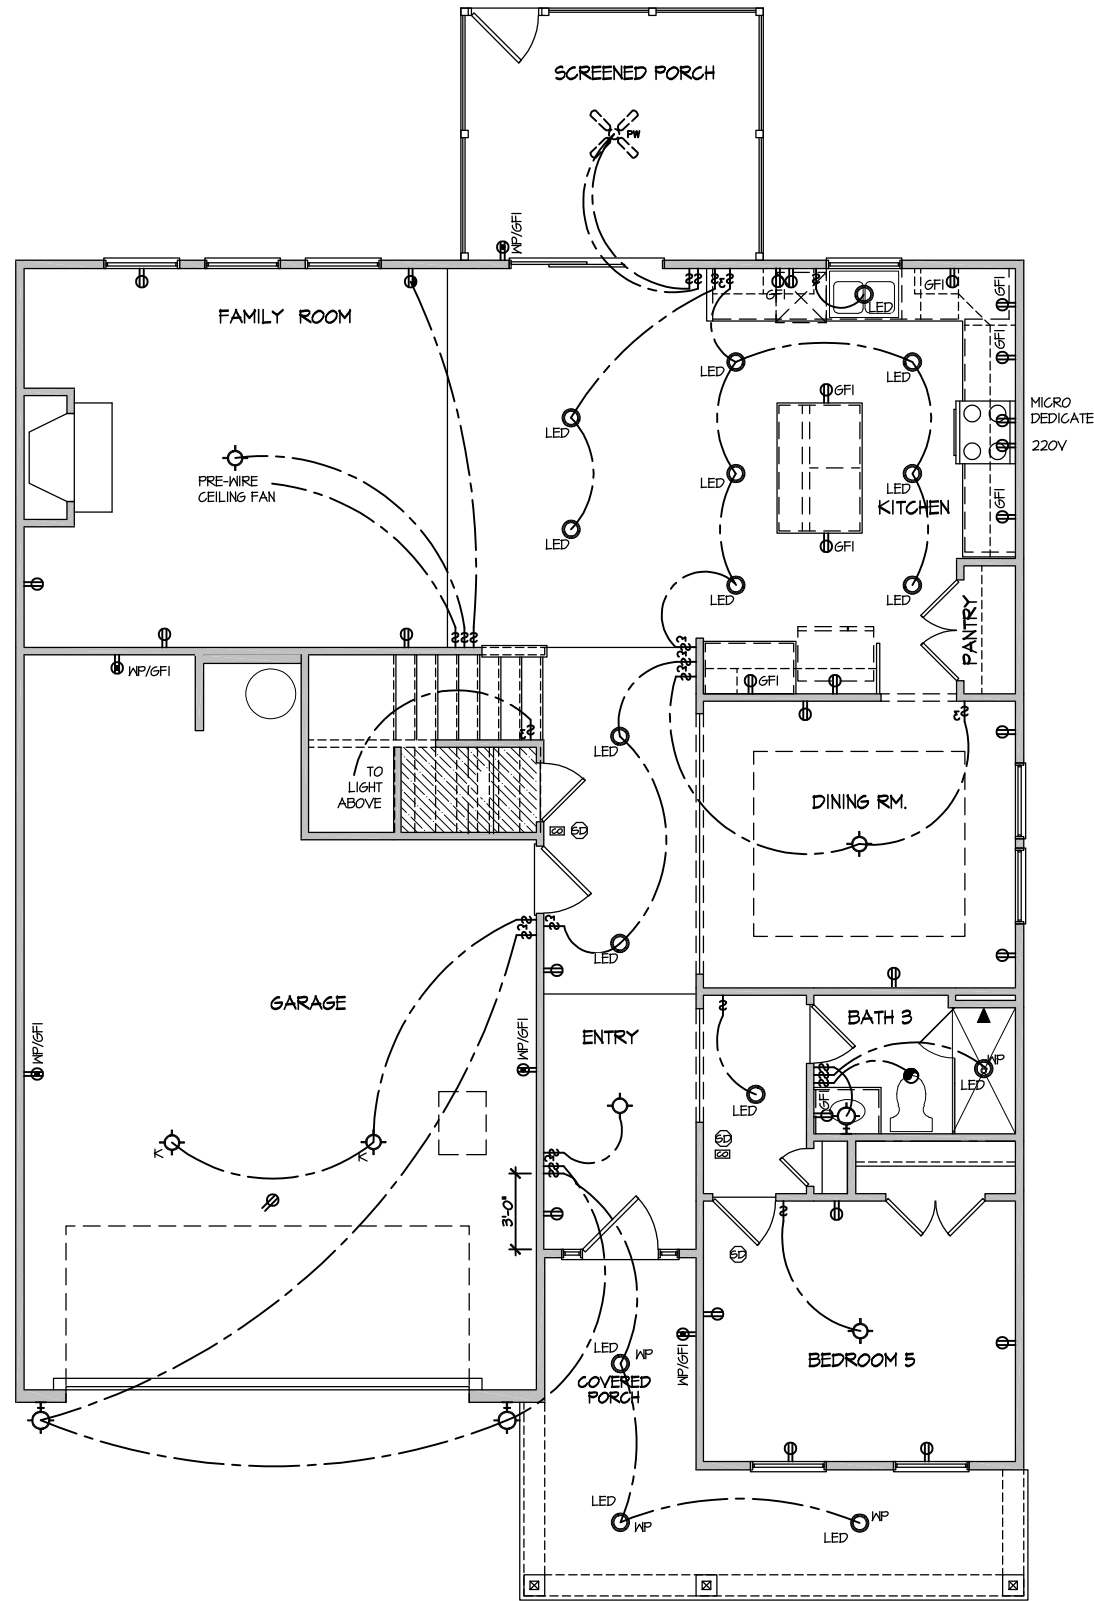 SCREENED PORCH
PW
WP/GFI
FAMILY ROOM
GFI
LED
GFI
GFI
GFI
LED
LED
MICRO
DEDICATE
220V
GFI
LED
PRE-WIRE
CEILING FAN
LED
LED
KITCHEN
GFI
LED
GFI
LED
LED
PANTRY
WP/GFI
GFI
LED
TO
LIGHT
ABOVE
DINING RM.
SD
LED
GARAGE
ENTRY
BATH 3
WP/GFI
WP/GFI
WP
LED
GFI
LED
SD
K
K
3'-0"
SD
LED
WP
WP/GFI
BEDROOM 5
COVERED
PORCH
LED
WP
WP
LED